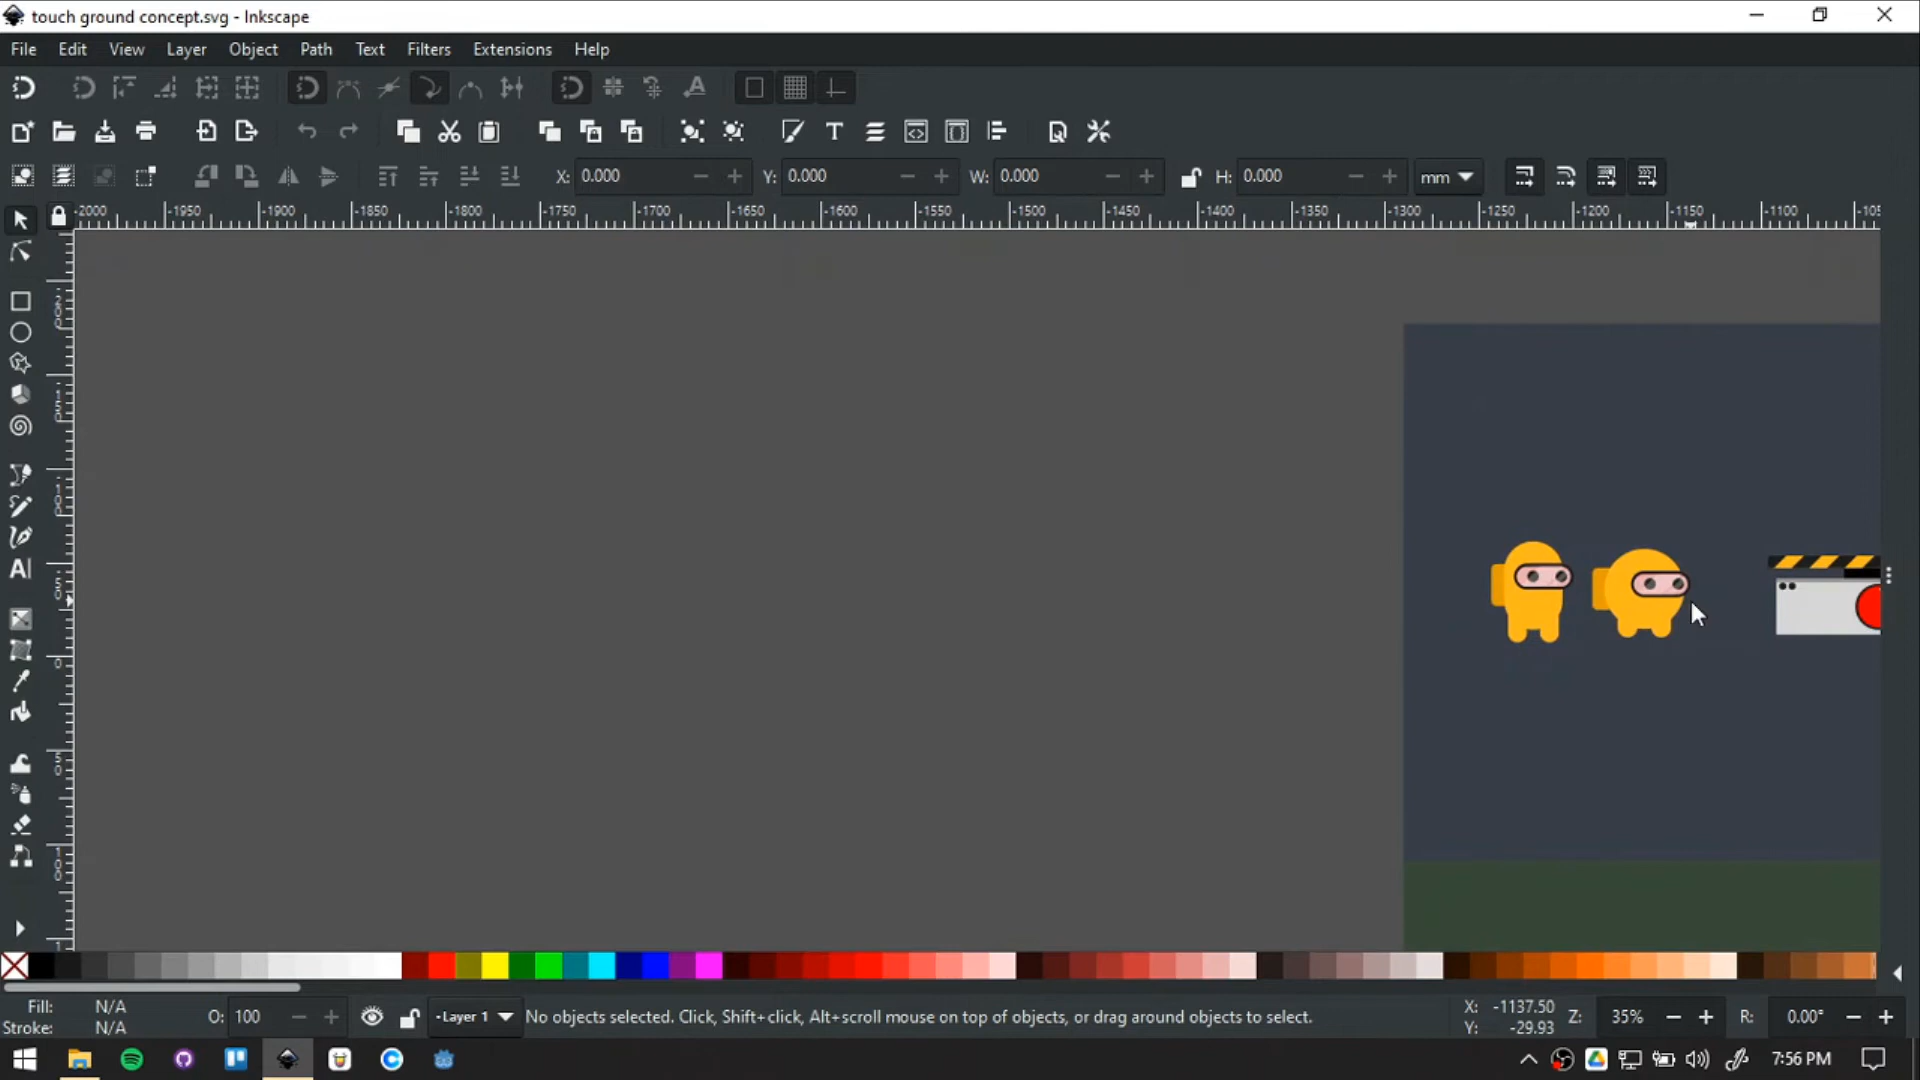 touch ground concept.svg - Inkscape
File Edit View Layer Object Path Text Filters Extensions Help
X: 0.000 Y: 0.000 W: 0.000 H: 0.000 mm
-2000 -1950 -1900 -1850 -1800 -1750 -1700 -1650 -1600 -1550 -1500 -1450 -1400 -1350 -1300 -1250 -1200 -1150 -1100
Fill: N/A
Stroke: N/A
O: 100
-Layer 1
No objects selected. Click, Shift+click, Alt+scroll mouse on top of objects, or drag around objects to select.
X: -1137.50
Y: -29.93
Z: 35%
R: 0.00°
7:56 PM